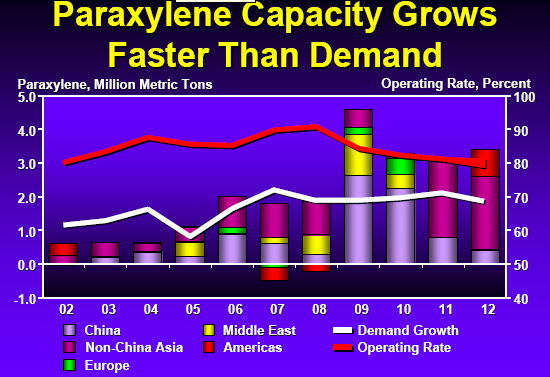 Paraxylene Capacity Grows
Faster Than Demand
Paraxylene, Million Metric Tons
Operating Rate, Percent
5.0
4.0
3.0
2.0
1.0
0.0
-1.0
100
90
80
70
60
50
40
02 03 04 05 06 07 08 09 10 11 12
China Middle East Demand Growth
Non-China Asia Americas Operating Rate
Europe